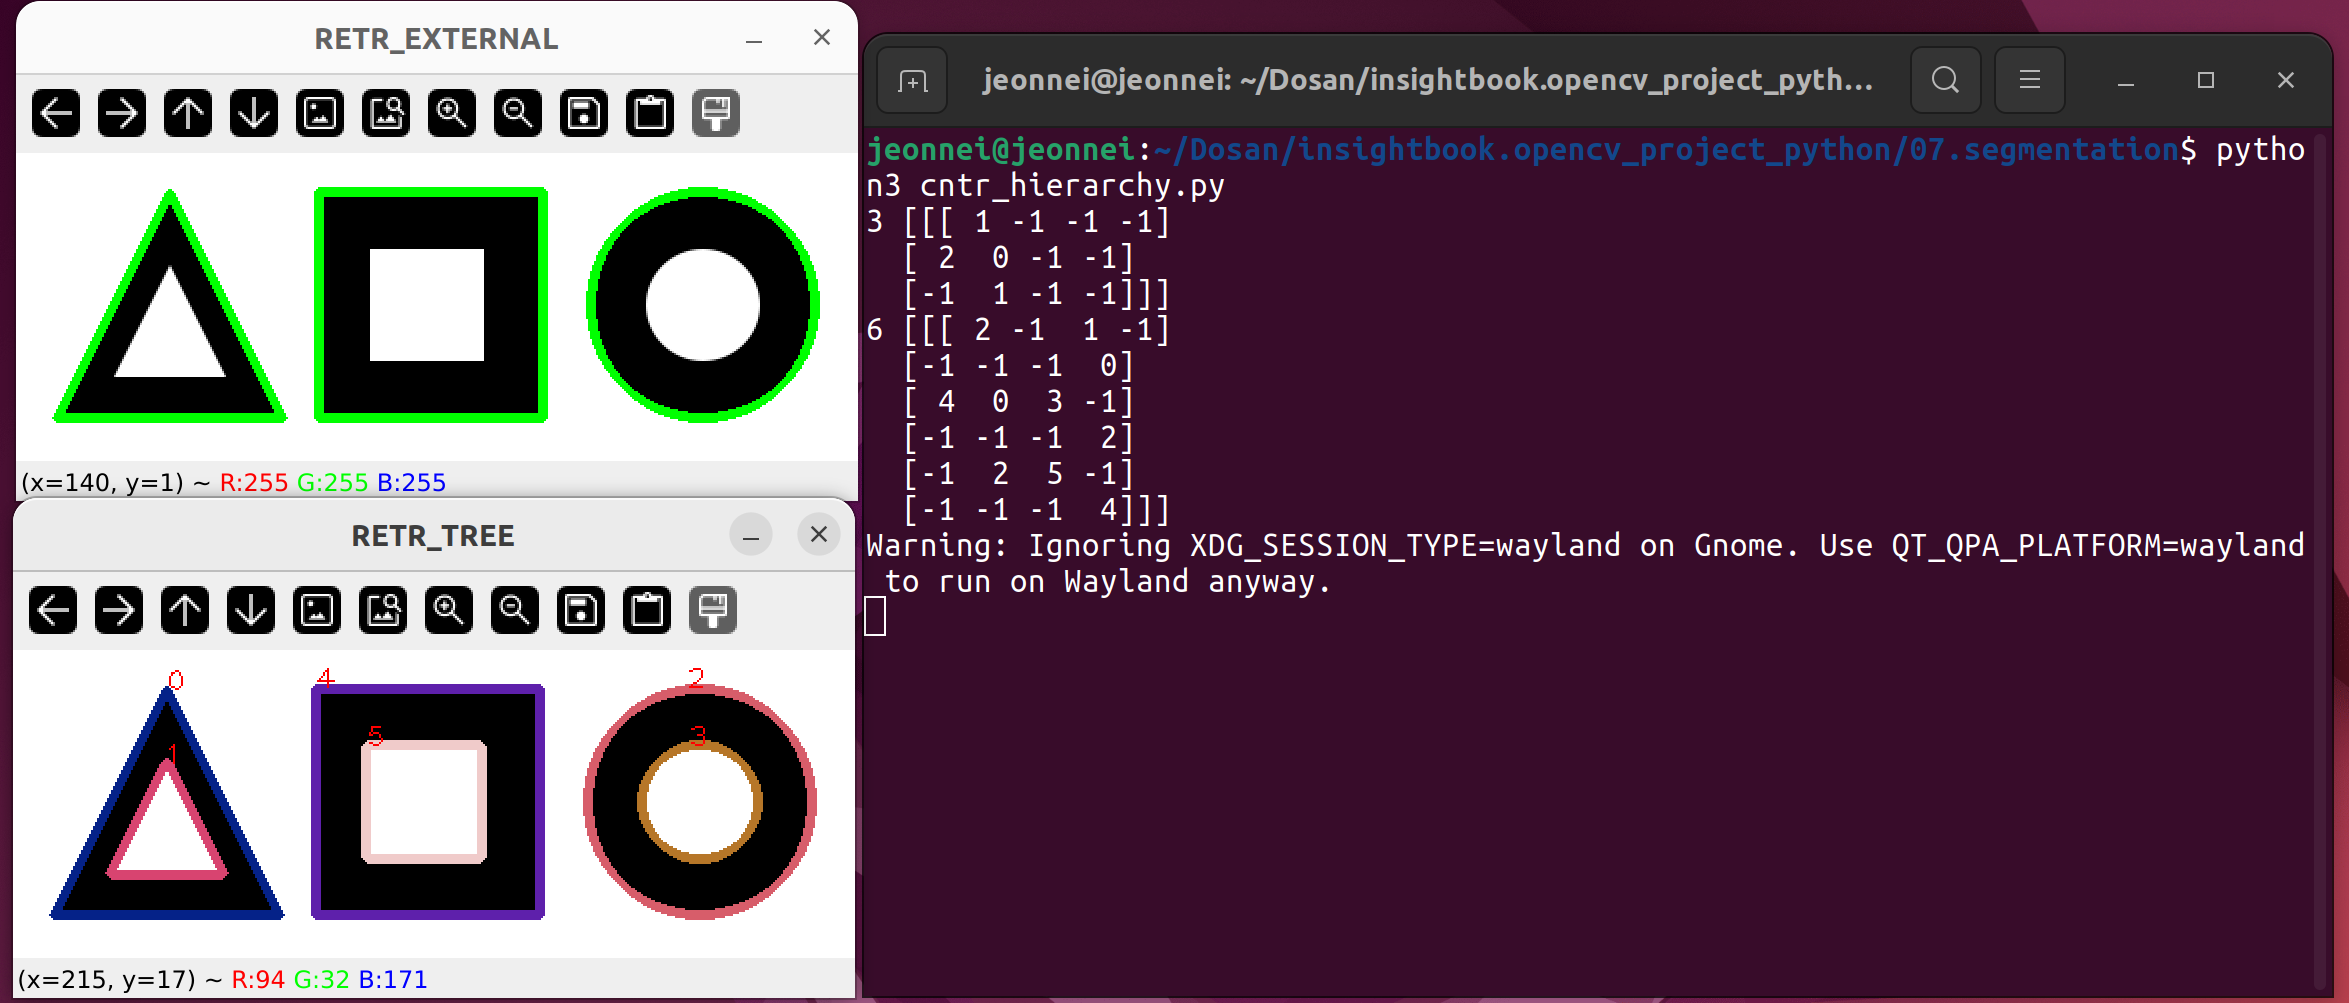 RETR_EXTERNAL
(x=140, y=1) ~ R:255 G:255 B:255
RETR_TREE
0
4
2
1
5
3
(x=215, y=17) ~ R:94 G:32 B:171
jeonnei@jeonnei: ~/Dosan/insightbook.opencv_project_pyth...
jeonnei@jeonnei:~/Dosan/insightbook.opencv_project_python/07.segmentation$ pytho
n3 cntr_hierarchy.py
3 [[[ 1 -1 -1 -1]
  [ 2  0 -1 -1]
  [-1  1 -1 -1]]]
6 [[[ 2 -1  1 -1]
  [-1 -1 -1  0]
  [ 4  0  3 -1]
  [-1 -1 -1  2]
  [-1  2  5 -1]
  [-1 -1 -1  4]]]
Warning: Ignoring XDG_SESSION_TYPE=wayland on Gnome. Use QT_QPA_PLATFORM=wayland
 to run on Wayland anyway.